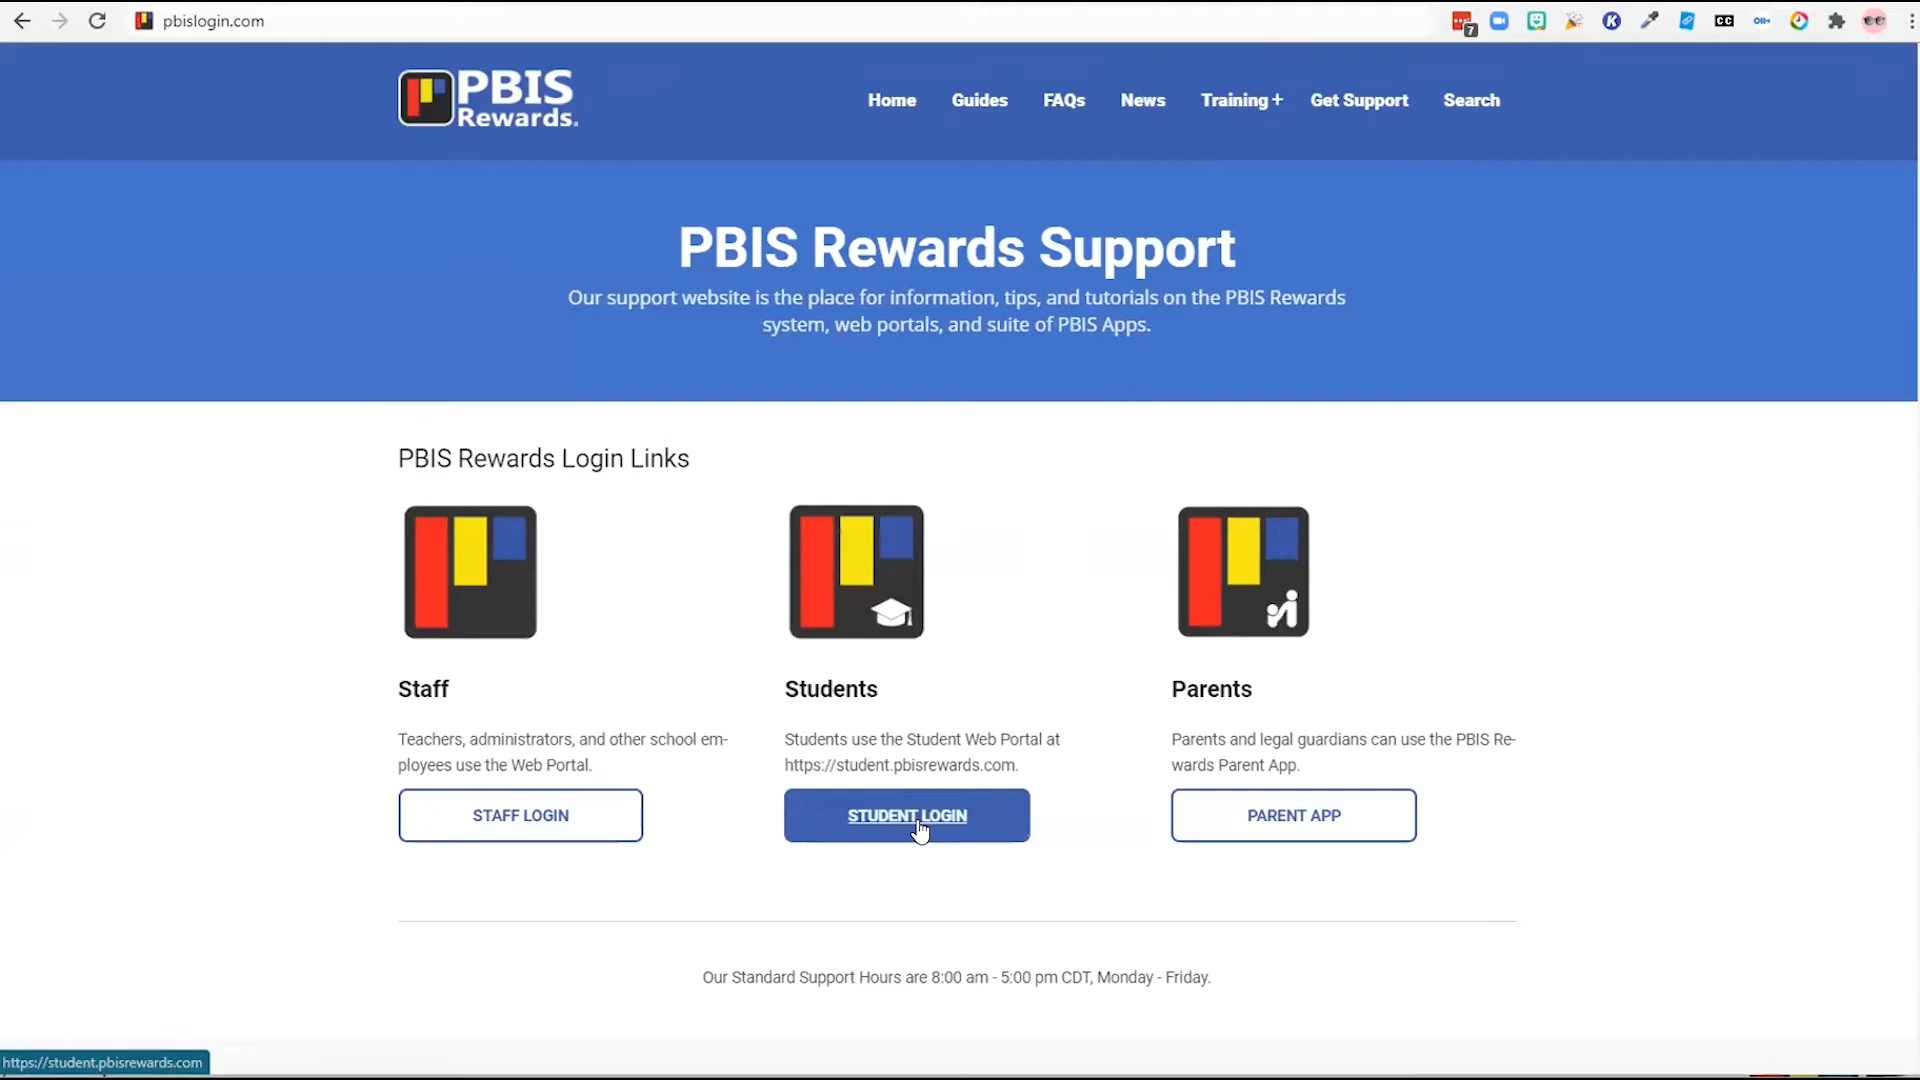 pbislogin.com
7
CC
PBIS
Rewards.
Home Guides FAQs News Training + Get Support Search
PBIS Rewards Support
Our support website is the place for information, tips, and tutorials on the PBIS Rewards
system, web portals, and suite of PBIS Apps.
PBIS Rewards Login Links
Staff
Teachers, administrators, and other school em-
ployees use the Web Portal.
STAFF LOGIN
Students
Students use the Student Web Portal at
https://student.pbisrewards.com.
STUDENT LOGIN
Parents
Parents and legal guardians can use the PBIS Re-
wards Parent App.
PARENT APP
Our Standard Support Hours are 8:00 am - 5:00 pm CDT, Monday - Friday.
https://student.pbisrewards.com